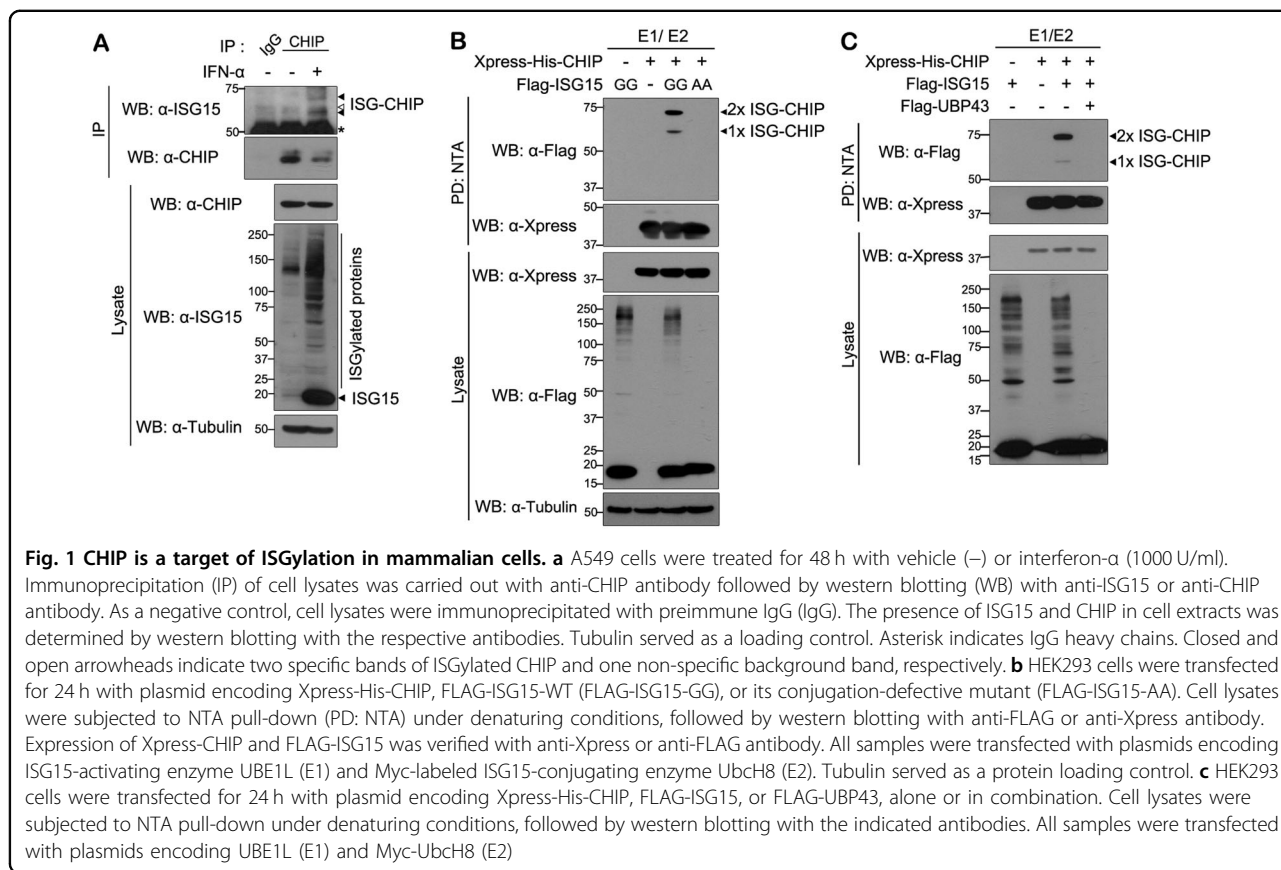 A
IP : IgG CHIP
IFN-α - - +
IP
WB: α-ISG15
75
50
ISG-CHIP
*
WB: α-CHIP
Lysate
WB: α-CHIP
WB: α-ISG15
250
150
100
75
50
37
25
20
ISGylated proteins
ISG15
WB: α-Tubulin
50
B
E1/ E2
Xpress-His-CHIP - + + +
Flag-ISG15 GG - GG AA
PD: NTA
WB: α-Flag
75
50
37
2x ISG-CHIP
1x ISG-CHIP
WB: α-Xpress
50
37
Lysate
WB: α-Xpress
37
WB: α-Flag
250
150
100
75
50
37
25
20
15
WB: α-Tubulin
50
C
E1/E2
Xpress-His-CHIP - + + +
Flag-ISG15 + - + +
Flag-UBP43 - - - +
PD: NTA
WB: α-Flag
75
50
2x ISG-CHIP
1x ISG-CHIP
WB: α-Xpress
37
Lysate
WB: α-Xpress
37
WB: α-Flag
250
150
100
75
50
37
25
20
15
Fig. 1 CHIP is a target of ISGylation in mammalian cells. a A549 cells were treated for 48 h with vehicle (−) or interferon-α (1000 U/ml).
Immunoprecipitation (IP) of cell lysates was carried out with anti-CHIP antibody followed by western blotting (WB) with anti-ISG15 or anti-CHIP
antibody. As a negative control, cell lysates were immunoprecipitated with preimmune IgG (IgG). The presence of ISG15 and CHIP in cell extracts was
determined by western blotting with the respective antibodies. Tubulin served as a loading control. Asterisk indicates IgG heavy chains. Closed and
open arrowheads indicate two specific bands of ISGylated CHIP and one non-specific background band, respectively. b HEK293 cells were transfected
for 24 h with plasmid encoding Xpress-His-CHIP, FLAG-ISG15-WT (FLAG-ISG15-GG), or its conjugation-defective mutant (FLAG-ISG15-AA). Cell lysates
were subjected to NTA pull-down (PD: NTA) under denaturing conditions, followed by western blotting with anti-FLAG or anti-Xpress antibody.
Expression of Xpress-CHIP and FLAG-ISG15 was verified with anti-Xpress or anti-FLAG antibody. All samples were transfected with plasmids encoding
ISG15-activating enzyme UBE1L (E1) and Myc-labeled ISG15-conjugating enzyme UbcH8 (E2). Tubulin served as a protein loading control. c HEK293
cells were transfected for 24 h with plasmid encoding Xpress-His-CHIP, FLAG-ISG15, or FLAG-UBP43, alone or in combination. Cell lysates were
subjected to NTA pull-down under denaturing conditions, followed by western blotting with the indicated antibodies. All samples were transfected
with plasmids encoding UBE1L (E1) and Myc-UbcH8 (E2)